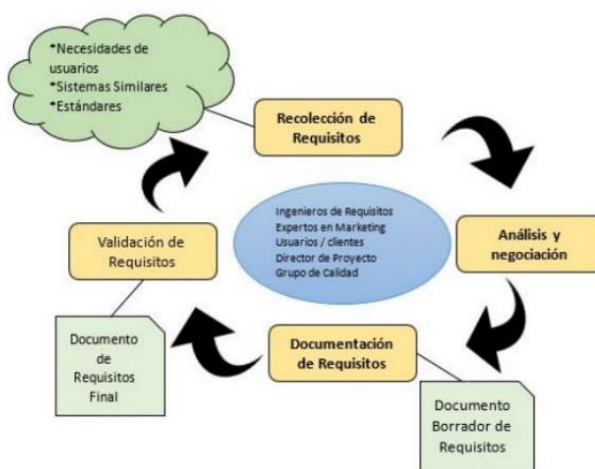 *Necesidades de
usuarios
*Sistemas Similares
*Estándares
Recolección de
Requisitos
Ingenieros de Requisitos
Expertos en Marketing
Usuarios / clientes
Director de Proyecto
Grupo de Calidad
Análisis y
negociación
Validación de
Requisitos
Documentación
de Requisitos
Documento
de
Requisitos
Final
Documento
Borrador de
Requisitos